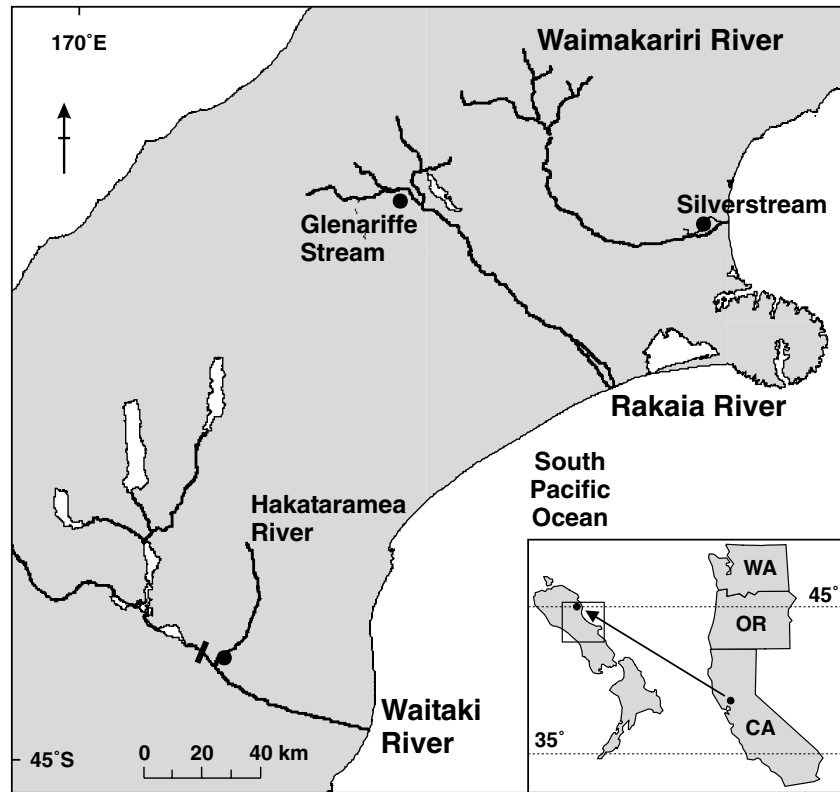 170˚E
Waimakariri River
Silverstream
Glenariffe
Stream
Rakaia River
South
Pacific
Ocean
Hakataramea
River
Waitaki
River
0 20 40 km
45˚S
WA
45˚
OR
CA
35˚